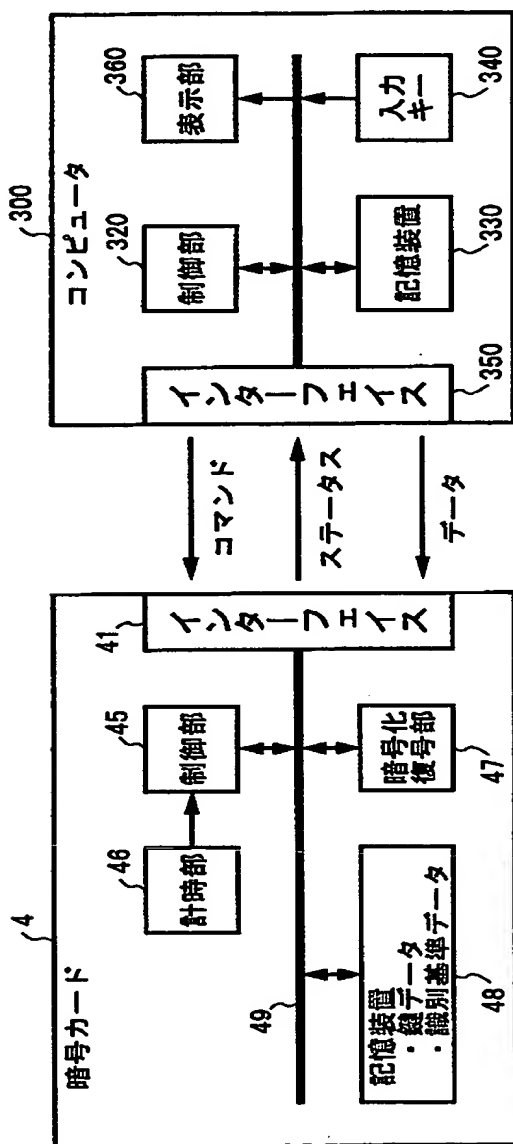 4
暗号カード
46
計時部
45
制御部
41
インターフェイス
49
記憶装置
・鍵データ
・識別基準データ
48
暗号化
復号部
47
コマンド
ステータス
データ
300
コンピュータ
320
制御部
360
表示部
インターフェイス
350
記憶装置
330
入力
キー
340